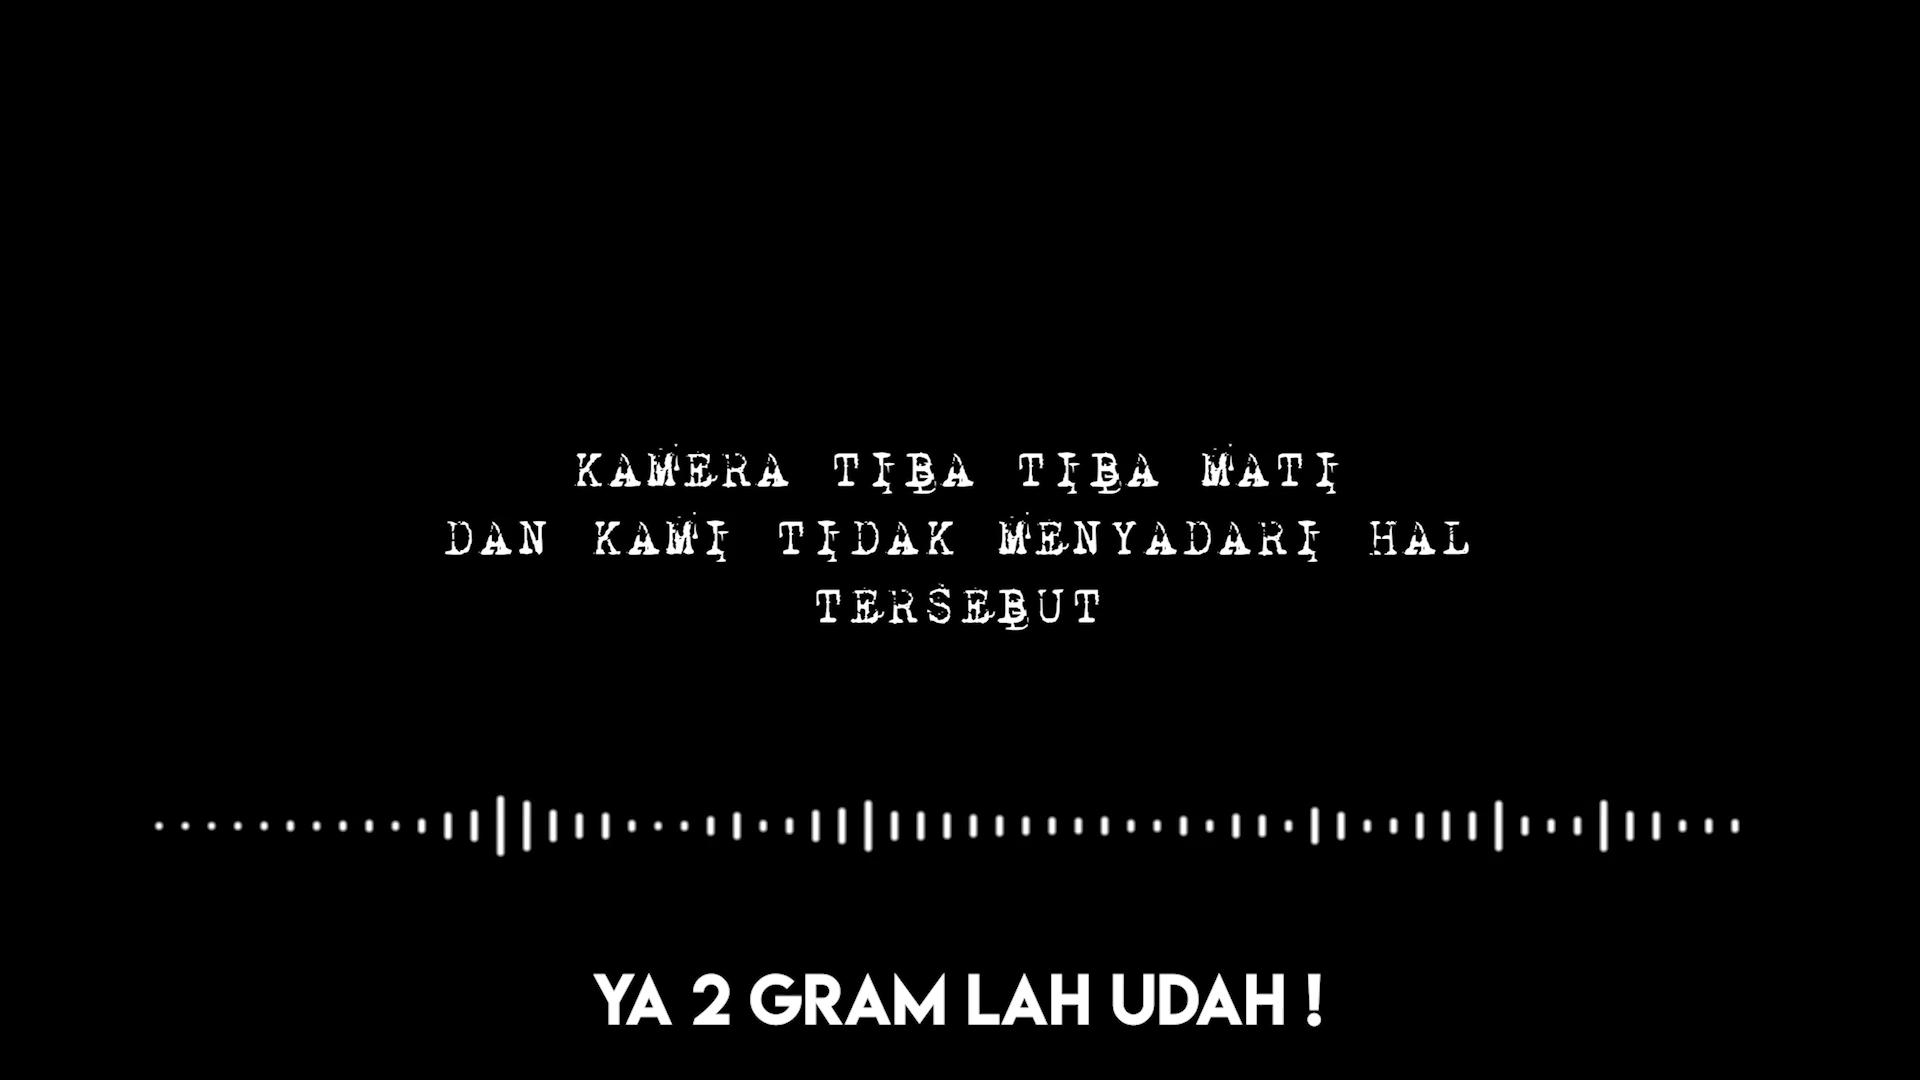 KAMERA TIBA TIBA MATI
DAN KAMI TIDAK MENYADARI HAL
TERSEBUT
YA 2 GRAM LAH UDAH !